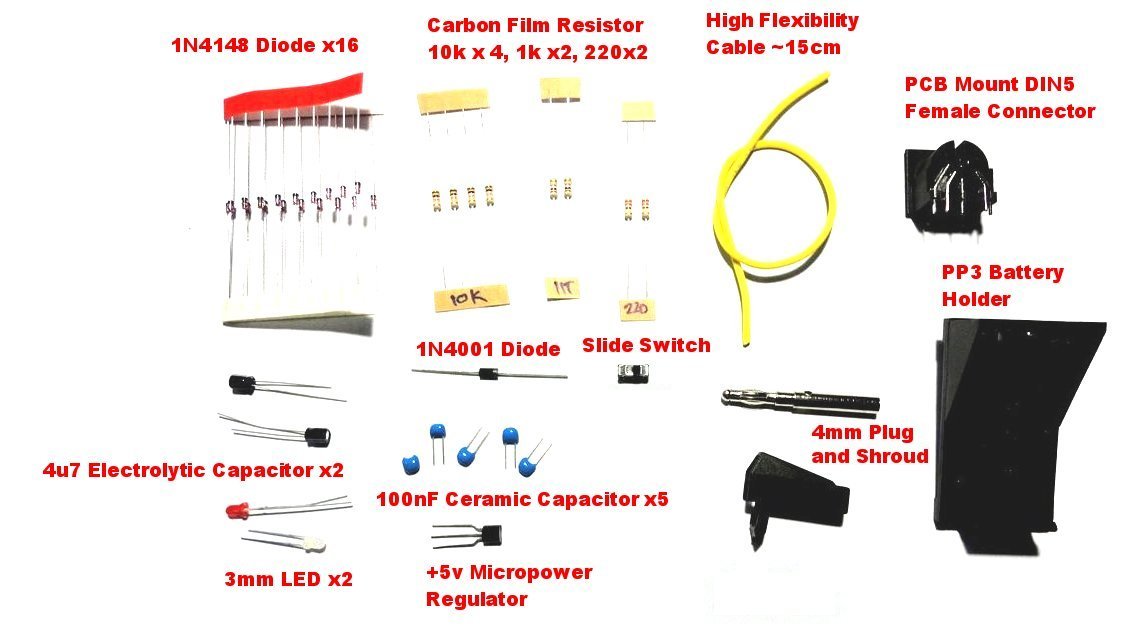 1N4148 Diode x16
Carbon Film Resistor
10k x 4, 1k x2, 220x2
High Flexibility
Cable ~15cm
PCB Mount DIN5
Female Connector
PP3 Battery
Holder
10K
220
1N4001 Diode
Slide Switch
4mm Plug
and Shroud
4u7 Electrolytic Capacitor x2
100nF Ceramic Capacitor x5
3mm LED x2
+5v Micropower
Regulator